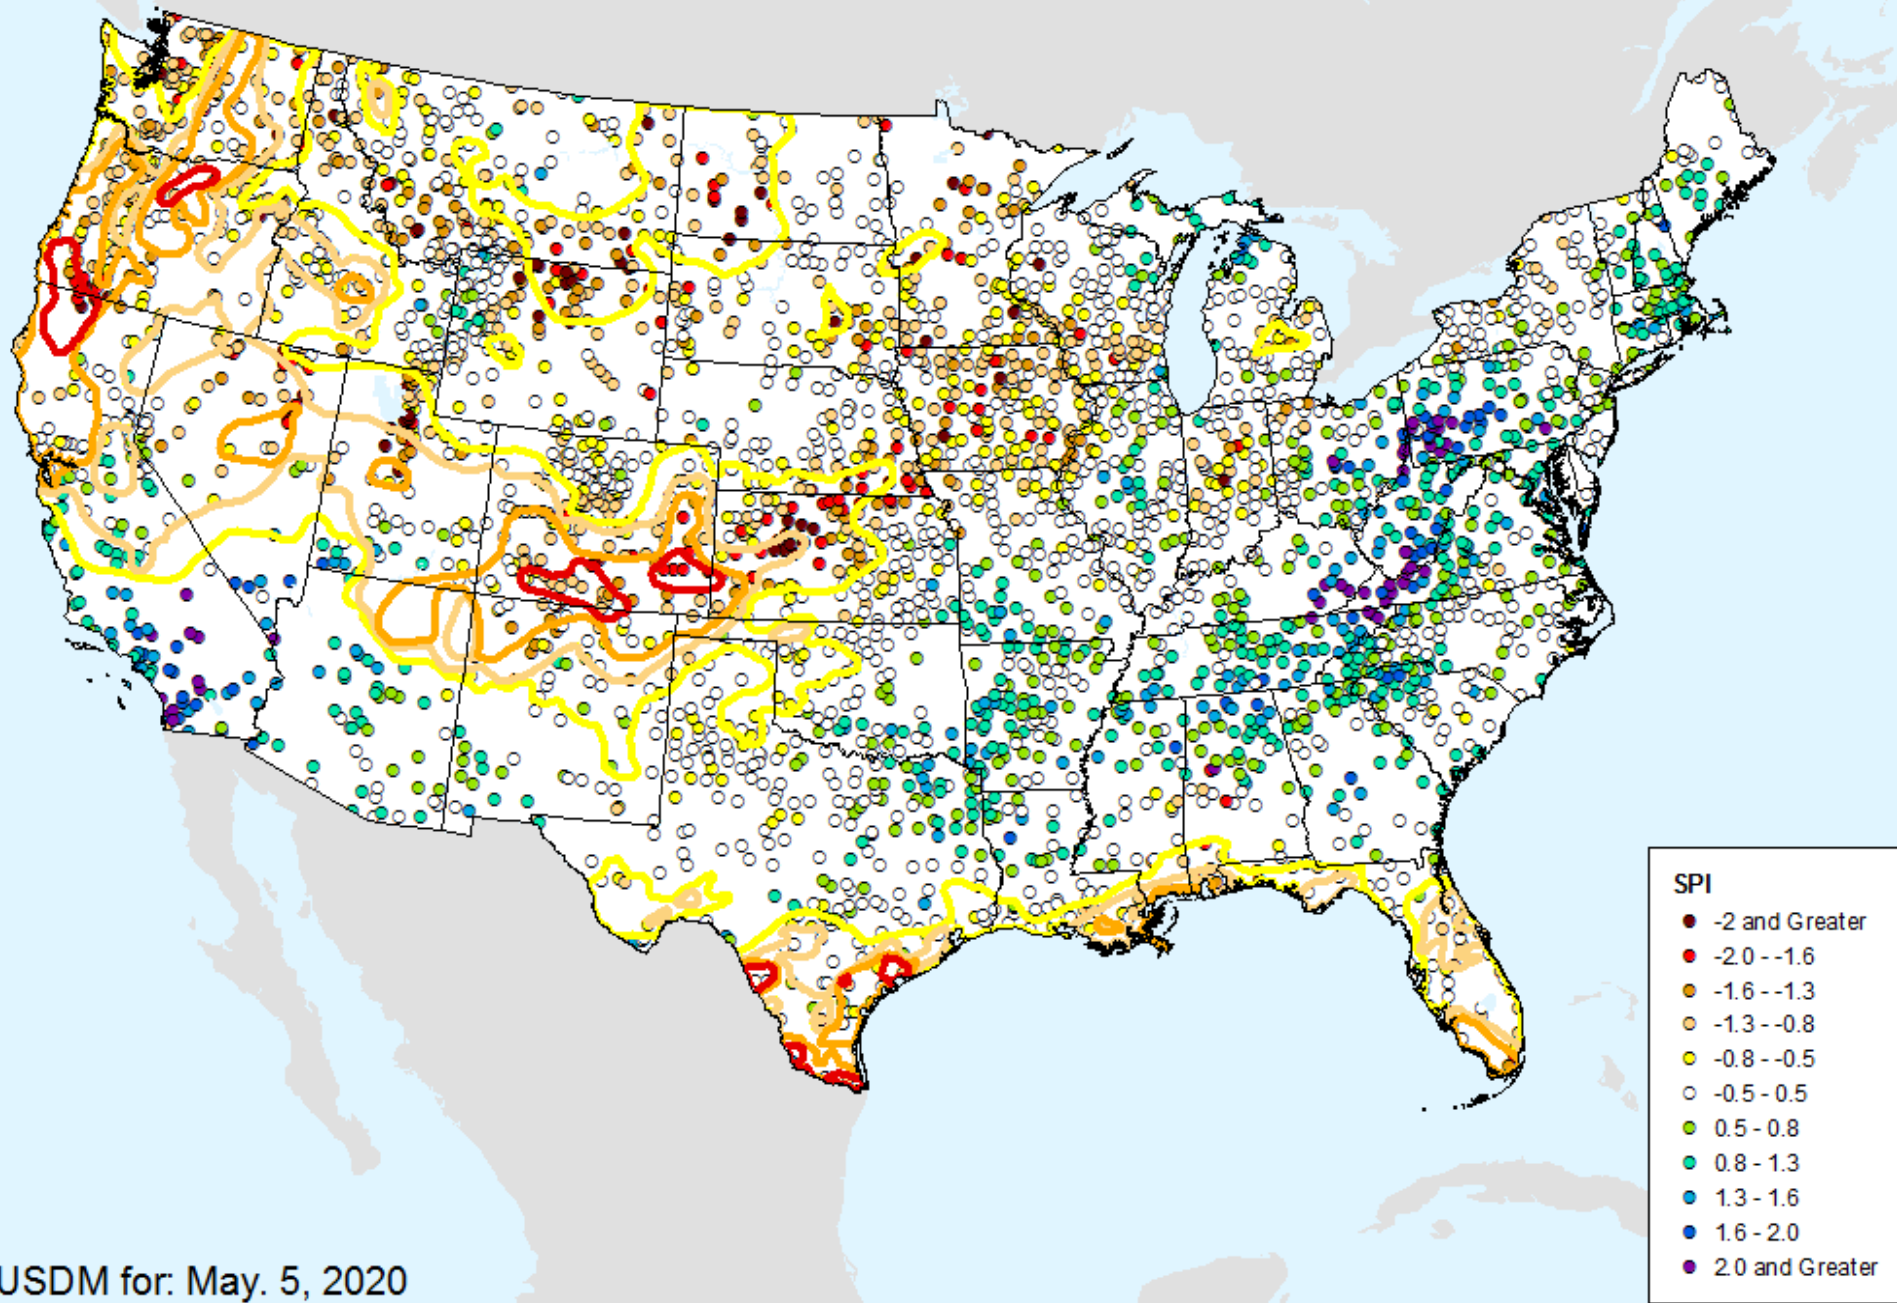 SPI
-2 and Greater
-2.0 - -1.6
-1.6 - -1.3
-1.3 - -0.8
-0.8 - -0.5
-0.5 - 0.5
0.5 - 0.8
0.8 - 1.3
1.3 - 1.6
1.6 - 2.0
2.0 and Greater
USDM for: May. 5, 2020